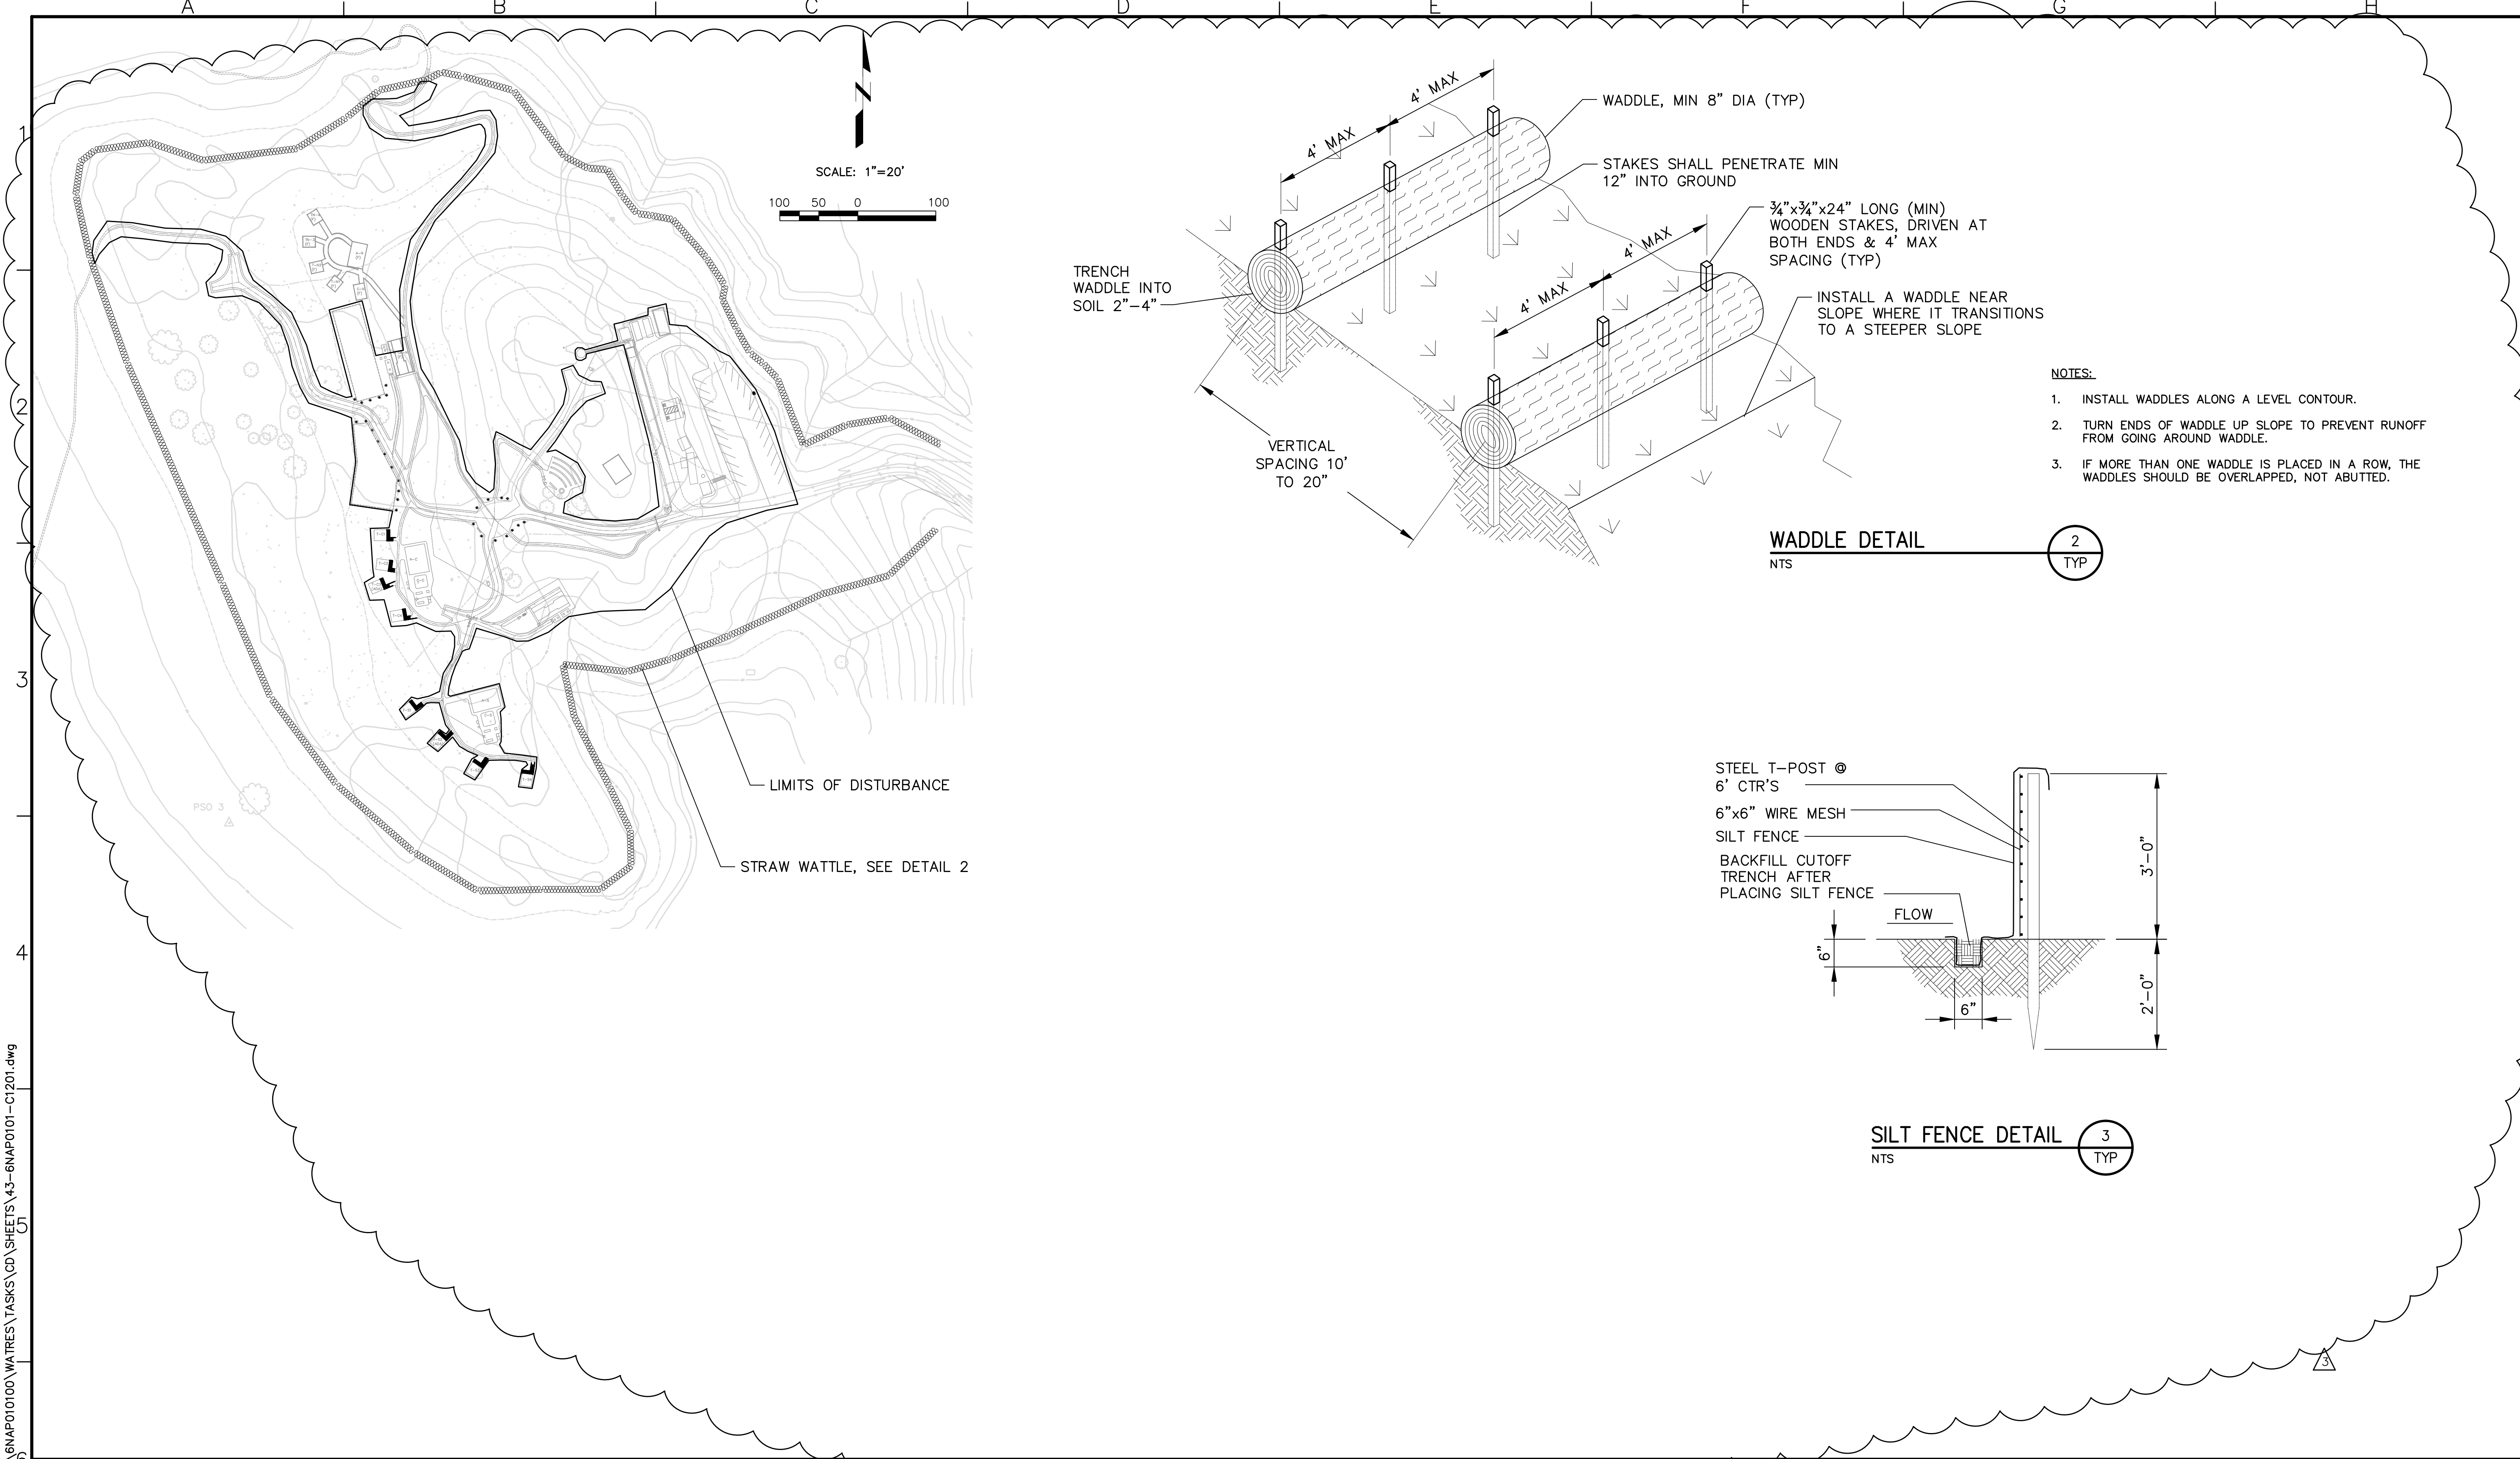 A
B
C
D
E
F
G
H
1
2
3
4
5
6
SCALE: 1"=20'
100 50 0 100
PSO 3
LIMITS OF DISTURBANCE
STRAW WATTLE, SEE DETAIL 2
4' MAX
4' MAX
WADDLE, MIN 8" DIA (TYP)
STAKES SHALL PENETRATE MIN
12" INTO GROUND
¾"x¾"x24" LONG (MIN)
WOODEN STAKES, DRIVEN AT
BOTH ENDS & 4' MAX
SPACING (TYP)
4' MAX
4' MAX
TRENCH
WADDLE INTO
SOIL 2"-4"
INSTALL A WADDLE NEAR
SLOPE WHERE IT TRANSITIONS
TO A STEEPER SLOPE
VERTICAL
SPACING 10'
TO 20"
NOTES:
1. INSTALL WADDLES ALONG A LEVEL CONTOUR.
2. TURN ENDS OF WADDLE UP SLOPE TO PREVENT RUNOFF
FROM GOING AROUND WADDLE.
3. IF MORE THAN ONE WADDLE IS PLACED IN A ROW, THE
WADDLES SHOULD BE OVERLAPPED, NOT ABUTTED.
WADDLE DETAIL
NTS
2
TYP
STEEL T-POST @
6' CTR'S
6"x6" WIRE MESH
SILT FENCE
BACKFILL CUTOFF
TRENCH AFTER
PLACING SILT FENCE
FLOW
6"
6"
3'-0"
2'-0"
SILT FENCE DETAIL
NTS
3
TYP
3
\6NAP010100\WATRES\TASKS\CD\SHEETS\43-6NAP0101-C1201.dwg